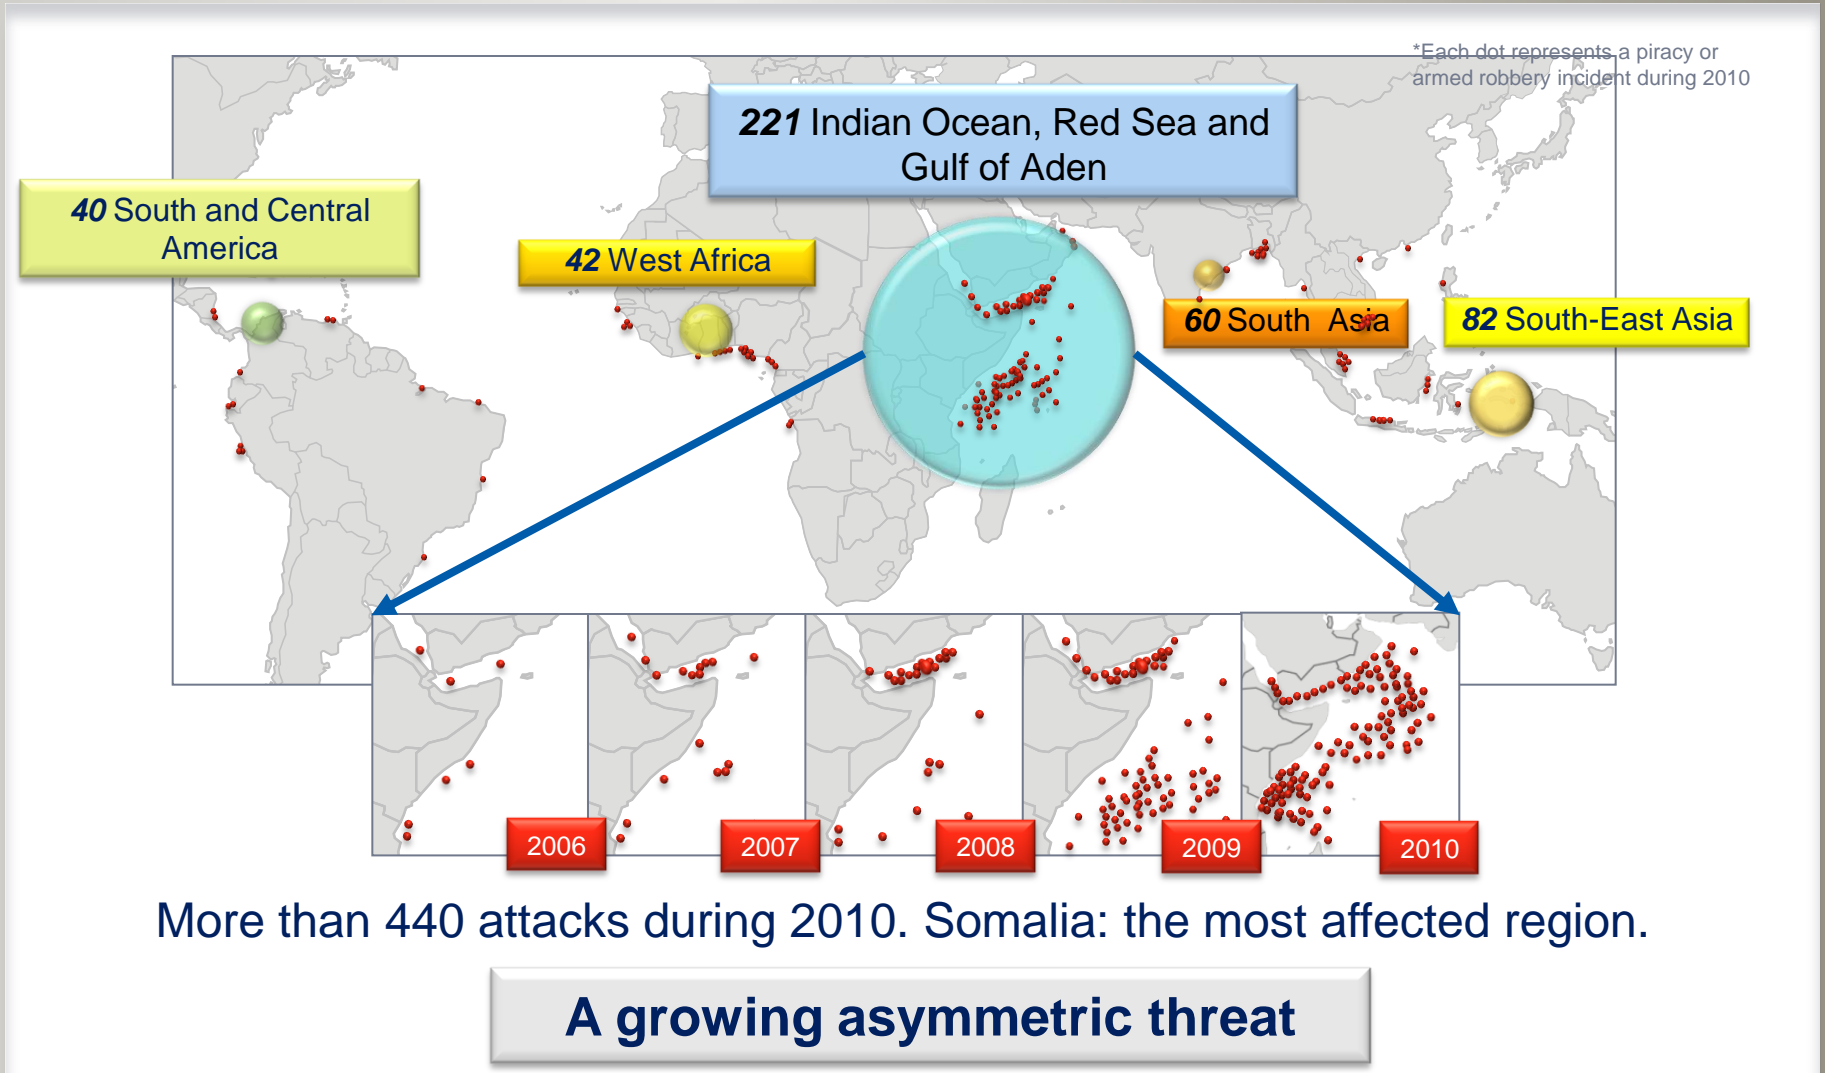 *Each dot represents a piracy or
armed robbery incident during 2010
221 Indian Ocean, Red Sea and
Gulf of Aden
40 South and Central
America
42 West Africa
60 South Asia
82 South-East Asia
2006
2007
2008
2009
2010
More than 440 attacks during 2010. Somalia: the most affected region.
A growing asymmetric threat